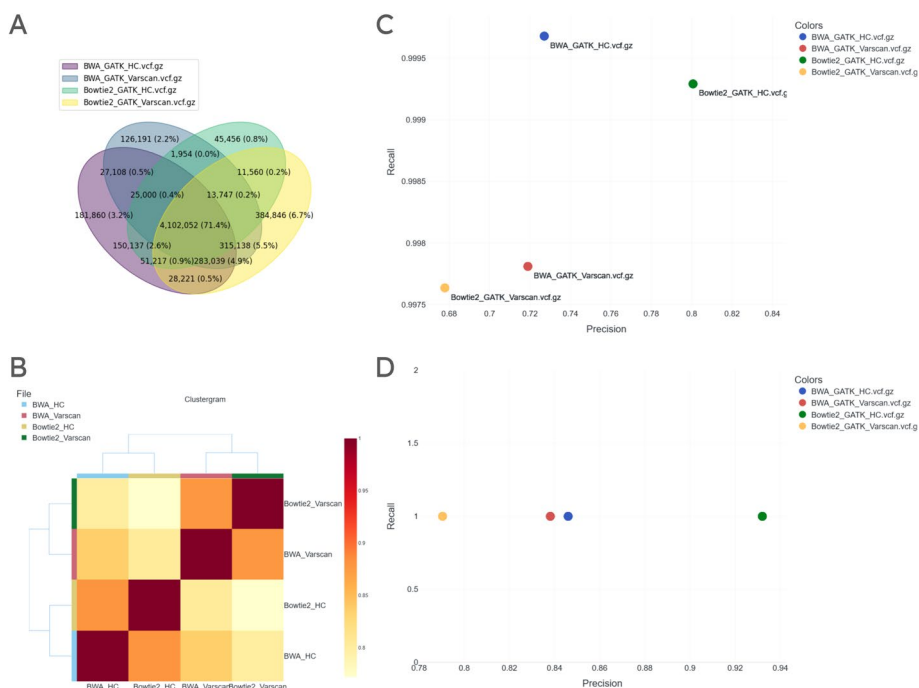 A
BWA_GATK_HC.vcf.gz
BWA_GATK_Varscan.vcf.gz
Bowtie2_GATK_HC.vcf.gz
Bowtie2_GATK_Varscan.vcf.gz
126,191 (2.2%)
45,456 (0.8%)
1,954 (0.0%)
27,108 (0.5%)
11,560 (0.2%)
25,000 (0.4%)
13,747 (0.2%)
181,860 (3.2%)
384,846 (6.7%)
4,102,052 (71.4%)
150,137 (2.6%)
315,138 (5.5%)
51,217 (0.9%)
283,039 (4.9%)
28,221 (0.5%)
B
File
BWA_HC
BWA_Varscan
Bowtie2_HC
Bowtie2_Varscan
Clustergram
1
0.95
0.9
0.85
0.8
Bowtie2_Varscan
BWA_Varscan
Bowtie2_HC
BWA_HC
BWA_HC
Bowtie2_HC
BWA_Varscan
Bowtie2_Varscan
C
Colors
BWA_GATK_HC.vcf.gz
BWA_GATK_Varscan.vcf.gz
Bowtie2_GATK_HC.vcf.gz
Bowtie2_GATK_Varscan.vcf.gz
BWA_GATK_HC.vcf.gz
Bowtie2_GATK_HC.vcf.g
BWA_GATK_Varscan.vcf.gz
Bowtie2_GATK_Varscan.vcf.gz
Recall
0.9995
0.999
0.9985
0.998
0.9975
0.68
0.7
0.72
0.74
0.76
0.78
0.8
0.82
0.84
Precision
D
Colors
BWA_GATK_HC.vcf.gz
BWA_GATK_Varscan.vcf.gz
Bowtie2_GATK_HC.vcf.gz
Bowtie2_GATK_Varscan.vcf.gz
Recall
2
1.5
1
0.5
0
0.78
0.8
0.82
0.84
0.86
0.88
0.9
0.92
0.94
Precision